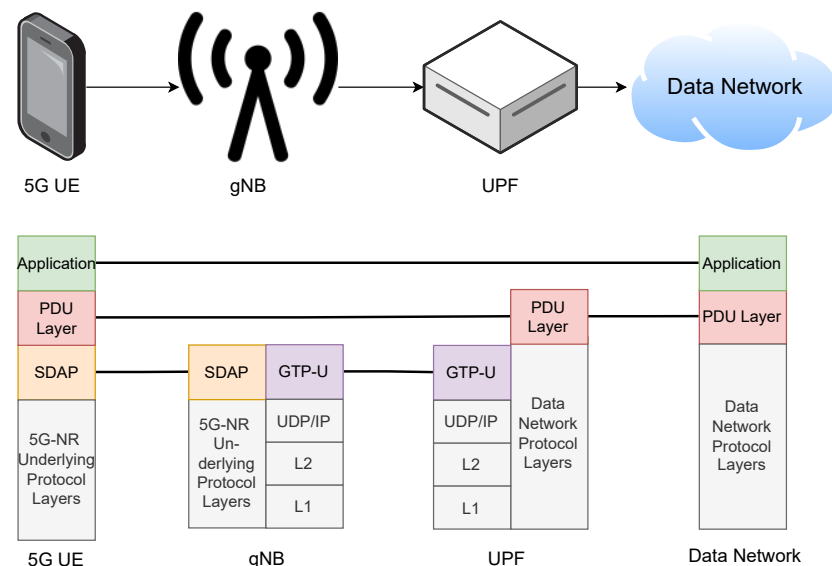 Data Network
5G UE
gNB
UPF
Application
Application
PDU
Layer
PDU
Layer
PDU Layer
SDAP
SDAP
GTP-U
GTP-U
5G-NR
Underlying
Protocol
Layers
5G-NR
Un-
derlying
Protocol
Layers
UDP/IP
L2
L1
UDP/IP
L2
L1
Data
Network
Protocol
Layers
Data
Network
Protocol
Layers
5G UE
gNB
UPF
Data Network